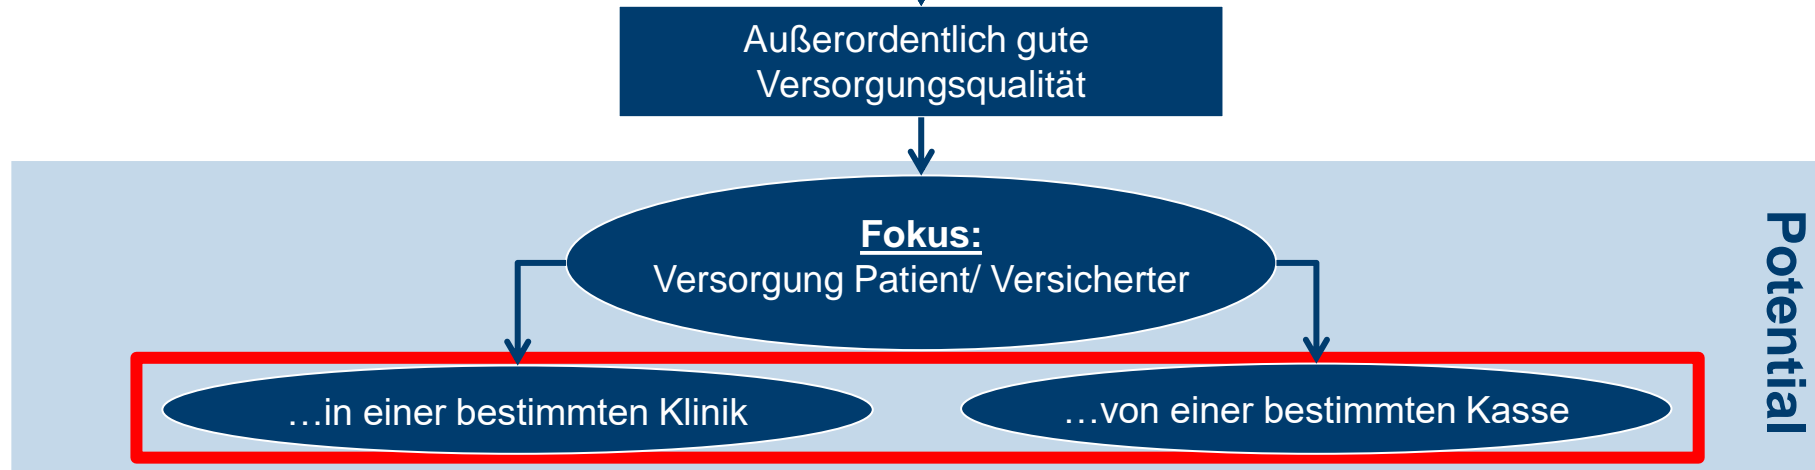 Außerordentlich gute
Versorgungsqualität
Fokus:
Versorgung Patient/ Versicherter
…in einer bestimmten Klinik
…von einer bestimmten Kasse
Potential